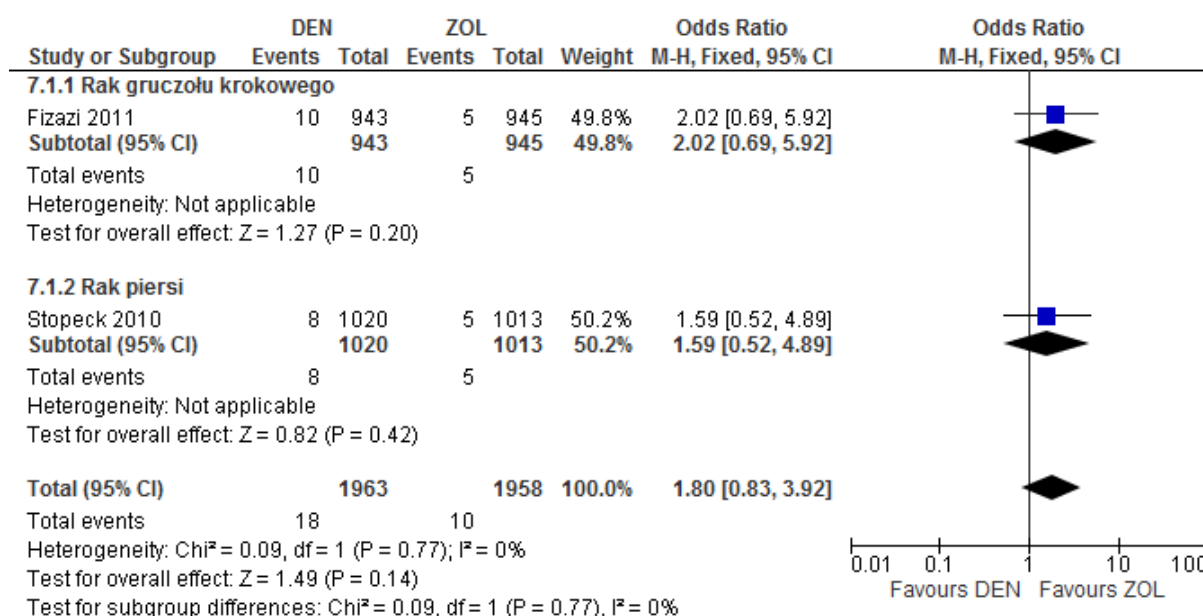 DEN ZOL Odds Ratio Odds Ratio
Study or Subgroup Events Total Events Total Weight M-H, Fixed, 95% CI M-H, Fixed, 95% CI
7.1.1 Rak gruczołu krokowego
Fizazi 2011 10 943 5 945 49.8% 2.02 [0.69, 5.92]
Subtotal (95% CI) 943 945 49.8% 2.02 [0.69, 5.92]
Total events 10 5
Heterogeneity: Not applicable
Test for overall effect: Z = 1.27 (P = 0.20)
7.1.2 Rak piersi
Stopeck 2010 8 1020 5 1013 50.2% 1.59 [0.52, 4.89]
Subtotal (95% CI) 1020 1013 50.2% 1.59 [0.52, 4.89]
Total events 8 5
Heterogeneity: Not applicable
Test for overall effect: Z = 0.82 (P = 0.42)
Total (95% CI) 1963 1958 100.0% 1.80 [0.83, 3.92]
Total events 18 10
Heterogeneity: Chi² = 0.09, df = 1 (P = 0.77); I² = 0%
Test for overall effect: Z = 1.49 (P = 0.14)
Test for subgroup differences: Chi² = 0.09, df = 1 (P = 0.77), I² = 0%
0.01 0.1 1 10 100
Favours DEN Favours ZOL